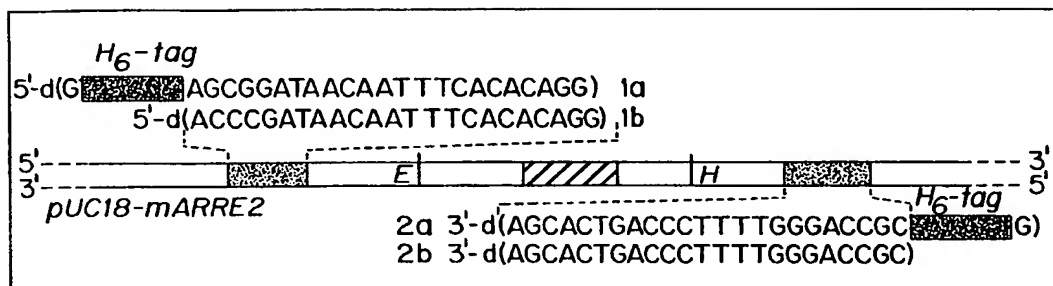 H6-tag
5'-d(G AGCGGATAACAATTTCACACAGG) 1a
5'-d(ACCCGATAACAATTTCACACAGG) 1b
5' E H 3'
3' 5'
pUC18-mARRE2 H6-tag
2a 3'-d(AGCACTGACCCTTTTGGGACCGC G)
2b 3'-d(AGCACTGACCCTTTTGGGACCGC)